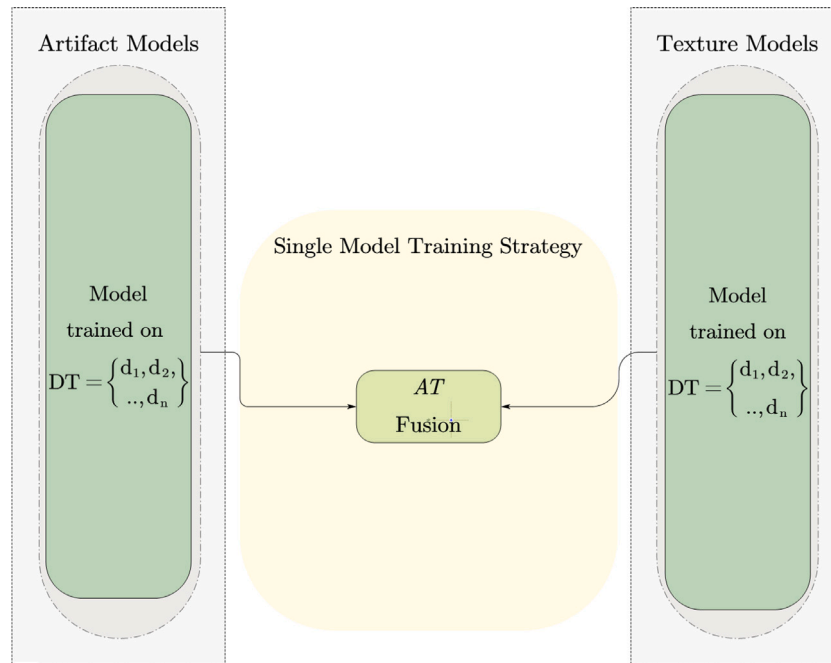 Artifact Models
Texture Models
Single Model Training Strategy
Model
trained on
DT = {d₁, d₂,
.., dₙ}
AT
Fusion
Model
trained on
DT = {d₁, d₂,
.., dₙ}